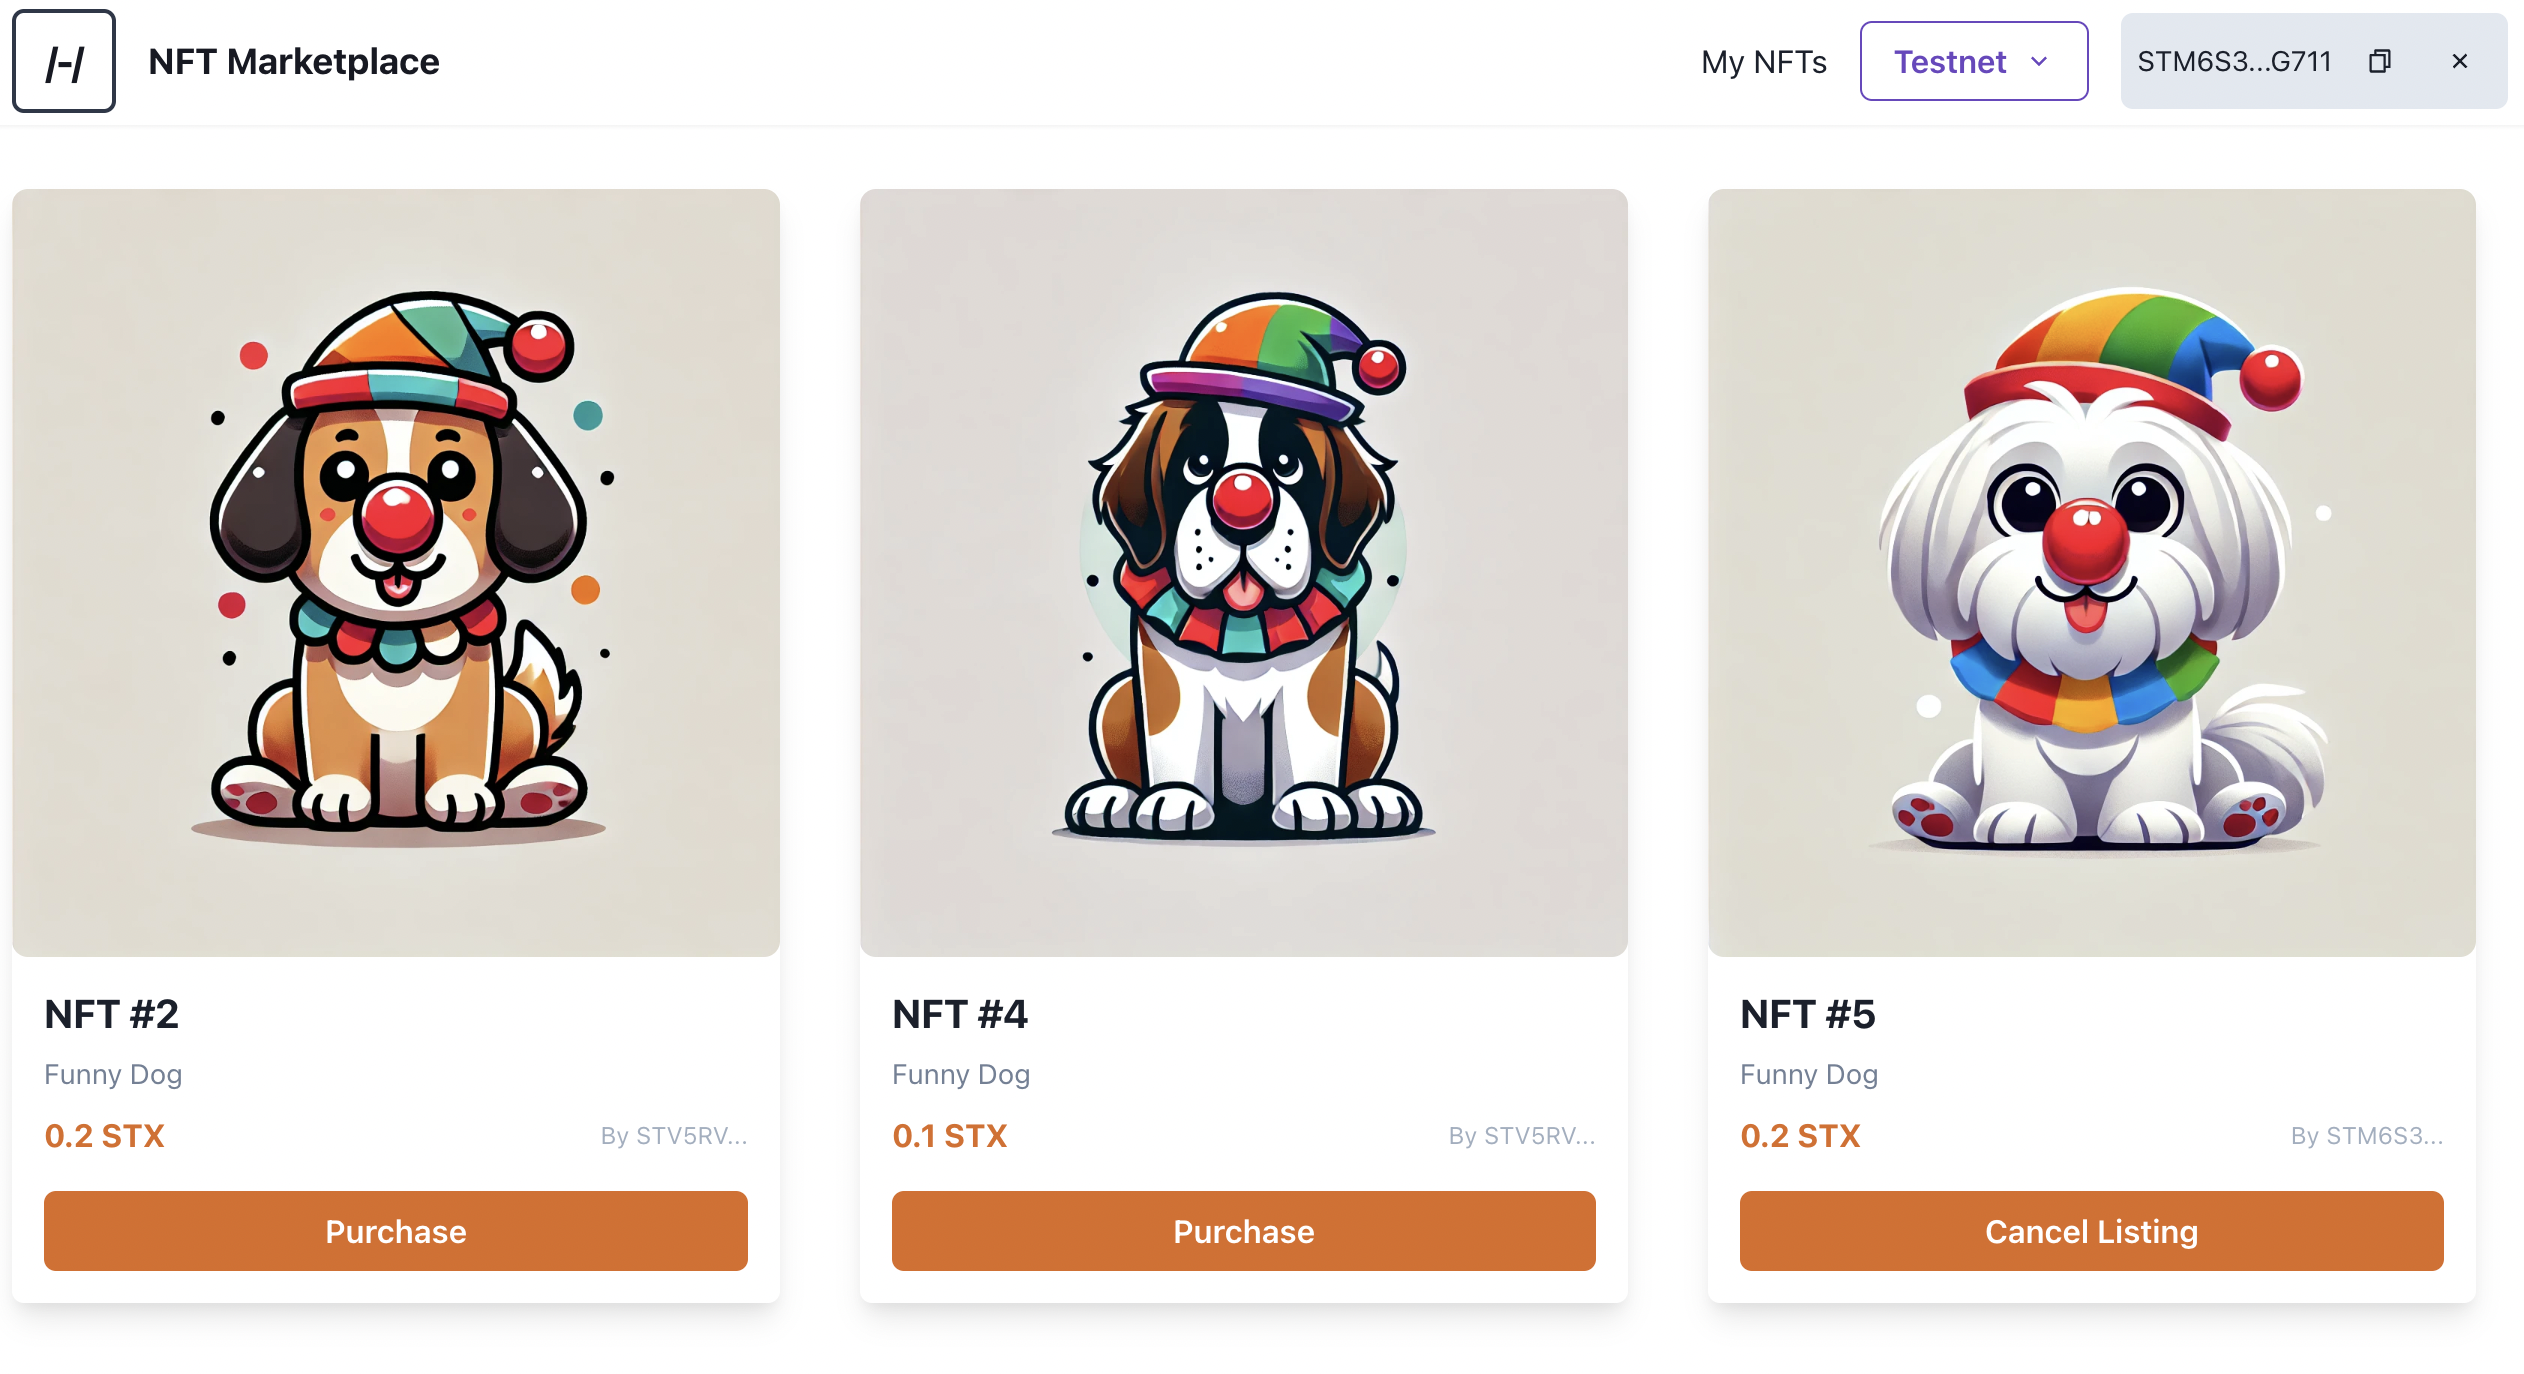 /-/
NFT Marketplace
My NFTs
Testnet
STM6S3...G711
NFT #2
Funny Dog
0.2 STX
By STV5RV...
Purchase
NFT #4
Funny Dog
0.1 STX
By STV5RV...
Purchase
NFT #5
Funny Dog
0.2 STX
By STM6S3...
Cancel Listing